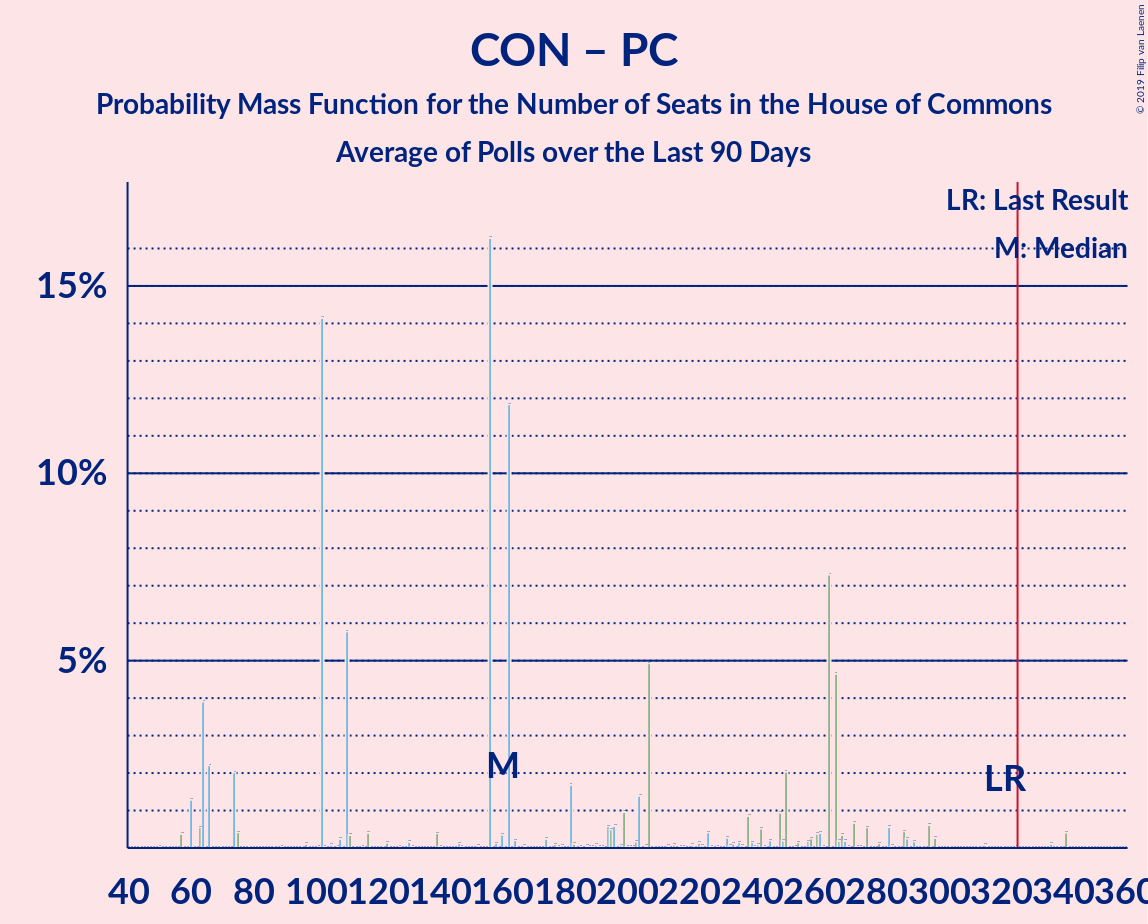 CON – PC
Probability Mass Function for the Number of Seats in the House of Commons
Average of Polls over the Last 90 Days
© 2019 Filip van Laenen
LR: Last Result
M: Median
15%
10%
5%
M
LR
40 60 80 100 120 140 160 180 200 220 240 260 280 300 320 340 360